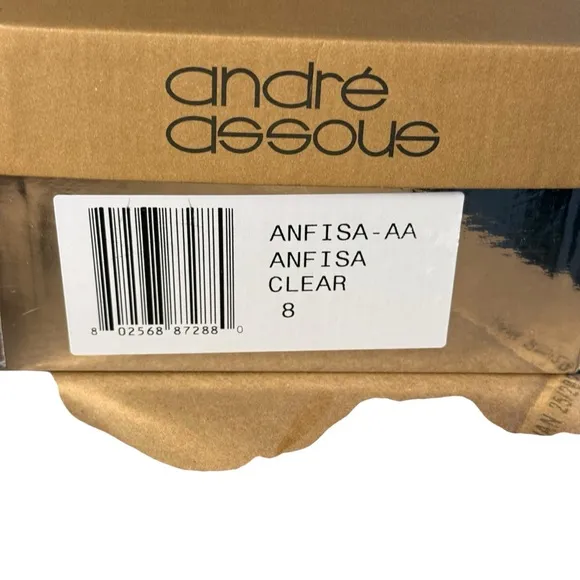 andré
assous
ANFISA-AA
ANFISA
CLEAR
8
8 02568 87288 0